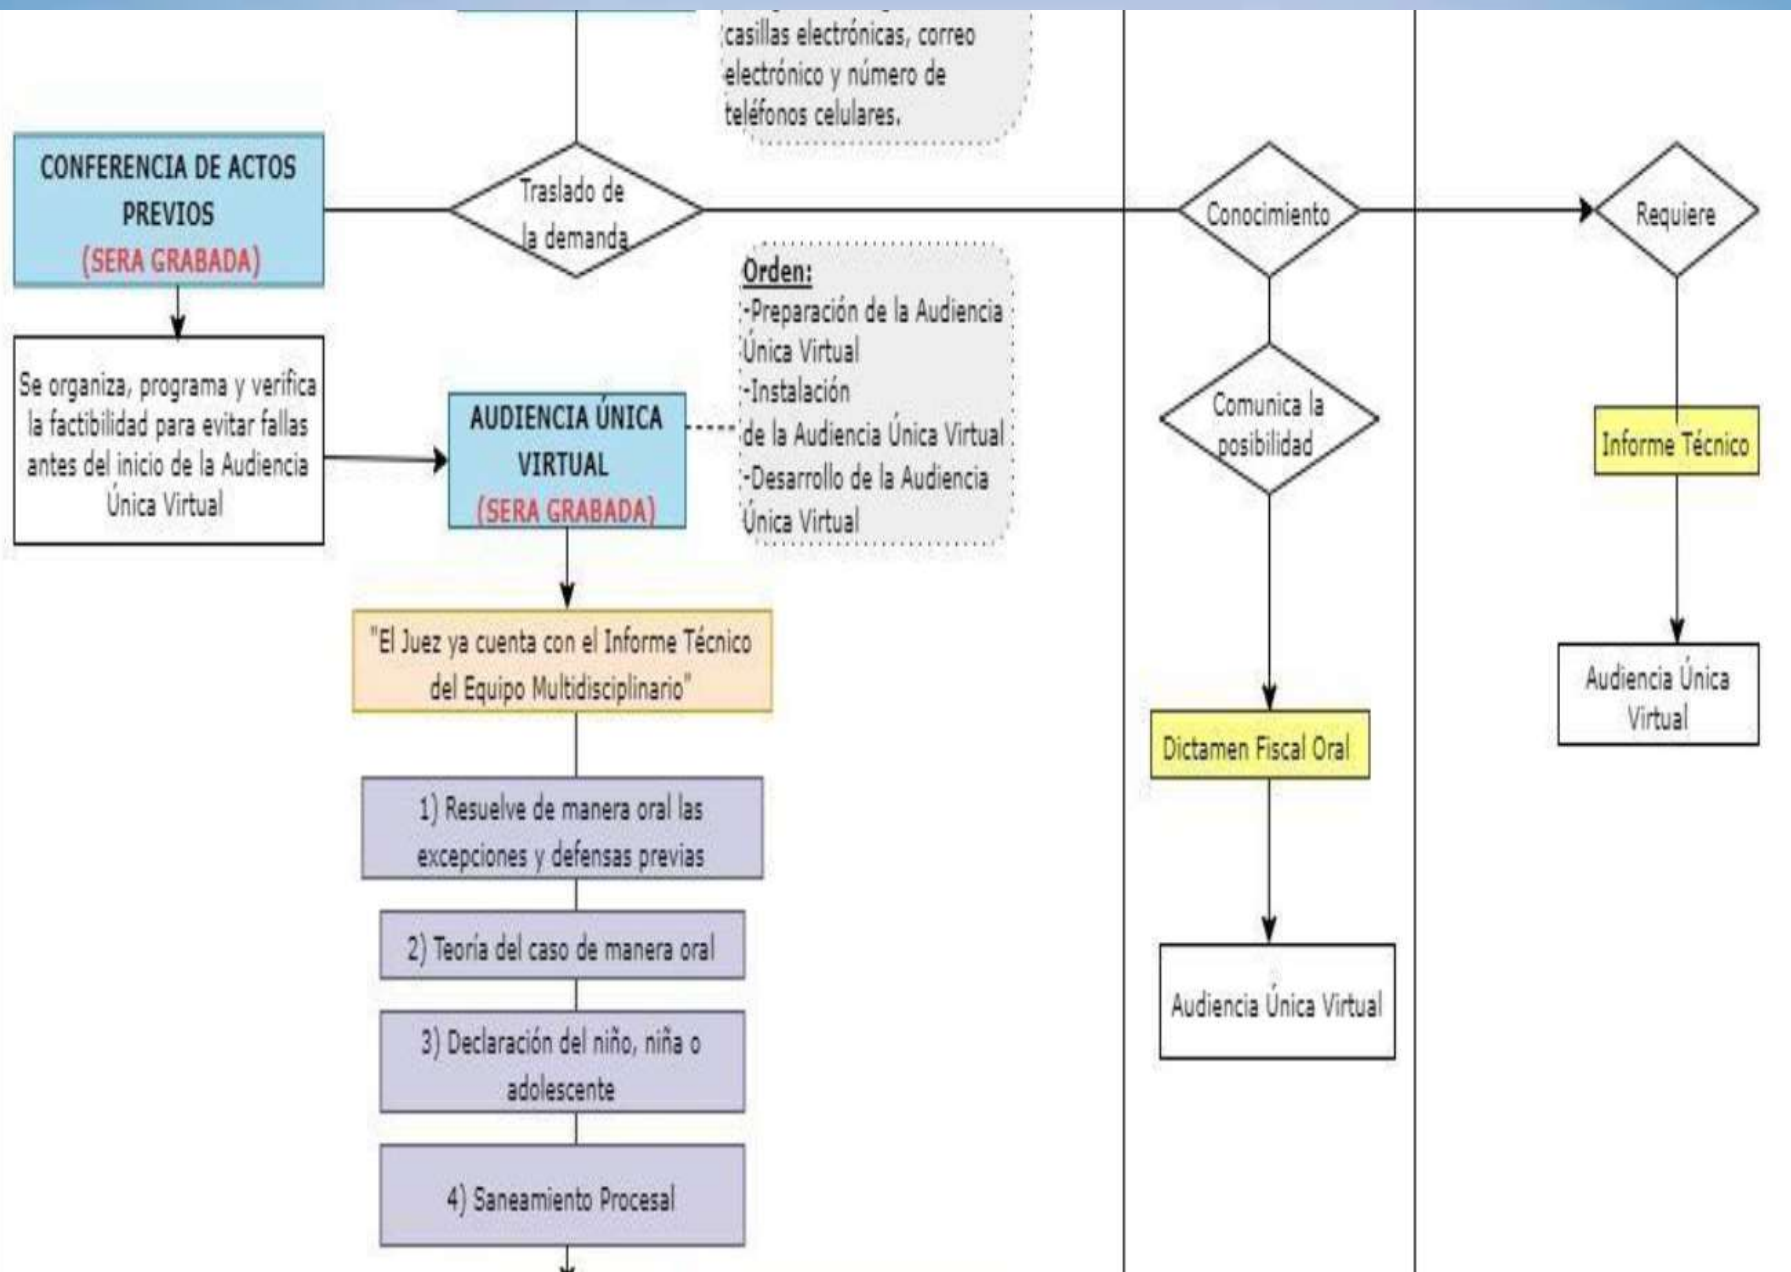 casillas electrónicas, correo
electrónico y número de
teléfonos celulares.
CONFERENCIA DE ACTOS
PREVIOS
(SERA GRABADA)
Traslado de
la demanda
Conocimiento
Requiere
Se organiza, programa y verifica
la factibilidad para evitar fallas
antes del inicio de la Audiencia
Única Virtual
AUDIENCIA ÚNICA
VIRTUAL
(SERA GRABADA)
Orden:
-Preparación de la Audiencia
Única Virtual
-Instalación
de la Audiencia Única Virtual
-Desarrollo de la Audiencia
Única Virtual
Comunica la
posibilidad
Informe Técnico
"El Juez ya cuenta con el Informe Técnico
del Equipo Multidisciplinario"
Audiencia Única
Virtual
Dictamen Fiscal Oral
1) Resuelve de manera oral las
excepciones y defensas previas
2) Teoría del caso de manera oral
Audiencia Única Virtual
3) Declaración del niño, niña o
adolescente
4) Saneamiento Procesal